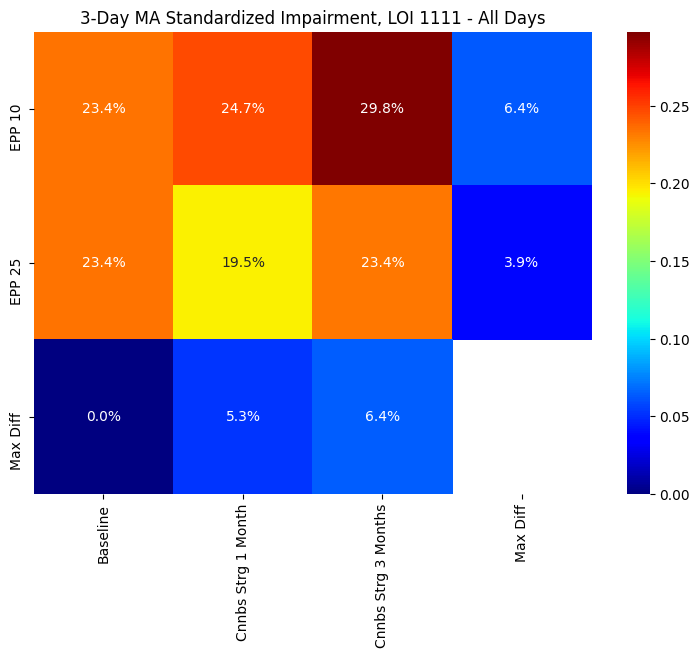 3-Day MA Standardized Impairment, LOI 1111 - All Days
EPP 10
23.4%
24.7%
29.8%
6.4%
EPP 25
23.4%
19.5%
23.4%
3.9%
Max Diff
0.0%
5.3%
6.4%
Baseline
Cnnbs Strg 1 Month
Cnnbs Strg 3 Months
Max Diff
0.25
0.20
0.15
0.10
0.05
0.00